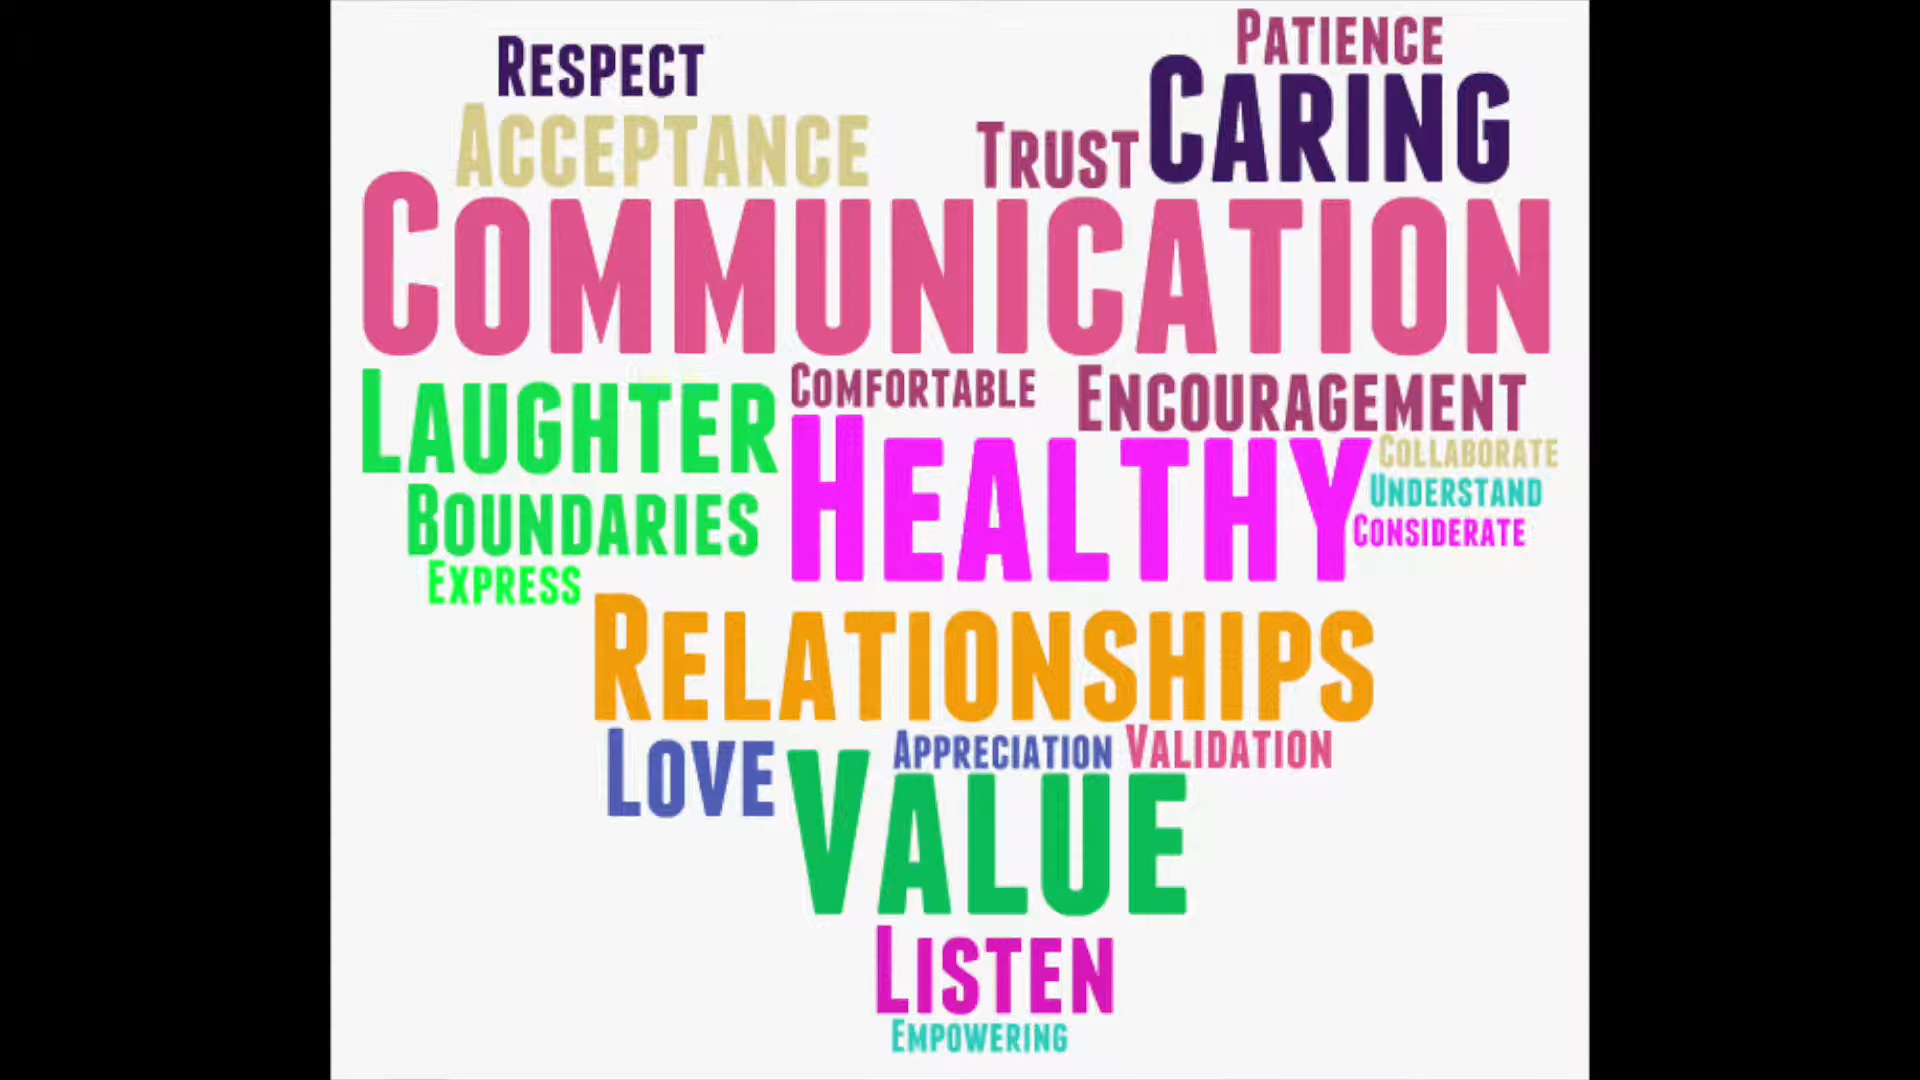 Respect
Patience
Acceptance
Trust
Caring
Communication
Laughter
Comfortable
Encouragement
Healthy
Collaborate
Understand
Considerate
Boundaries
Express
Relationships
Love
Appreciation
Validation
Value
Listen
Empowering